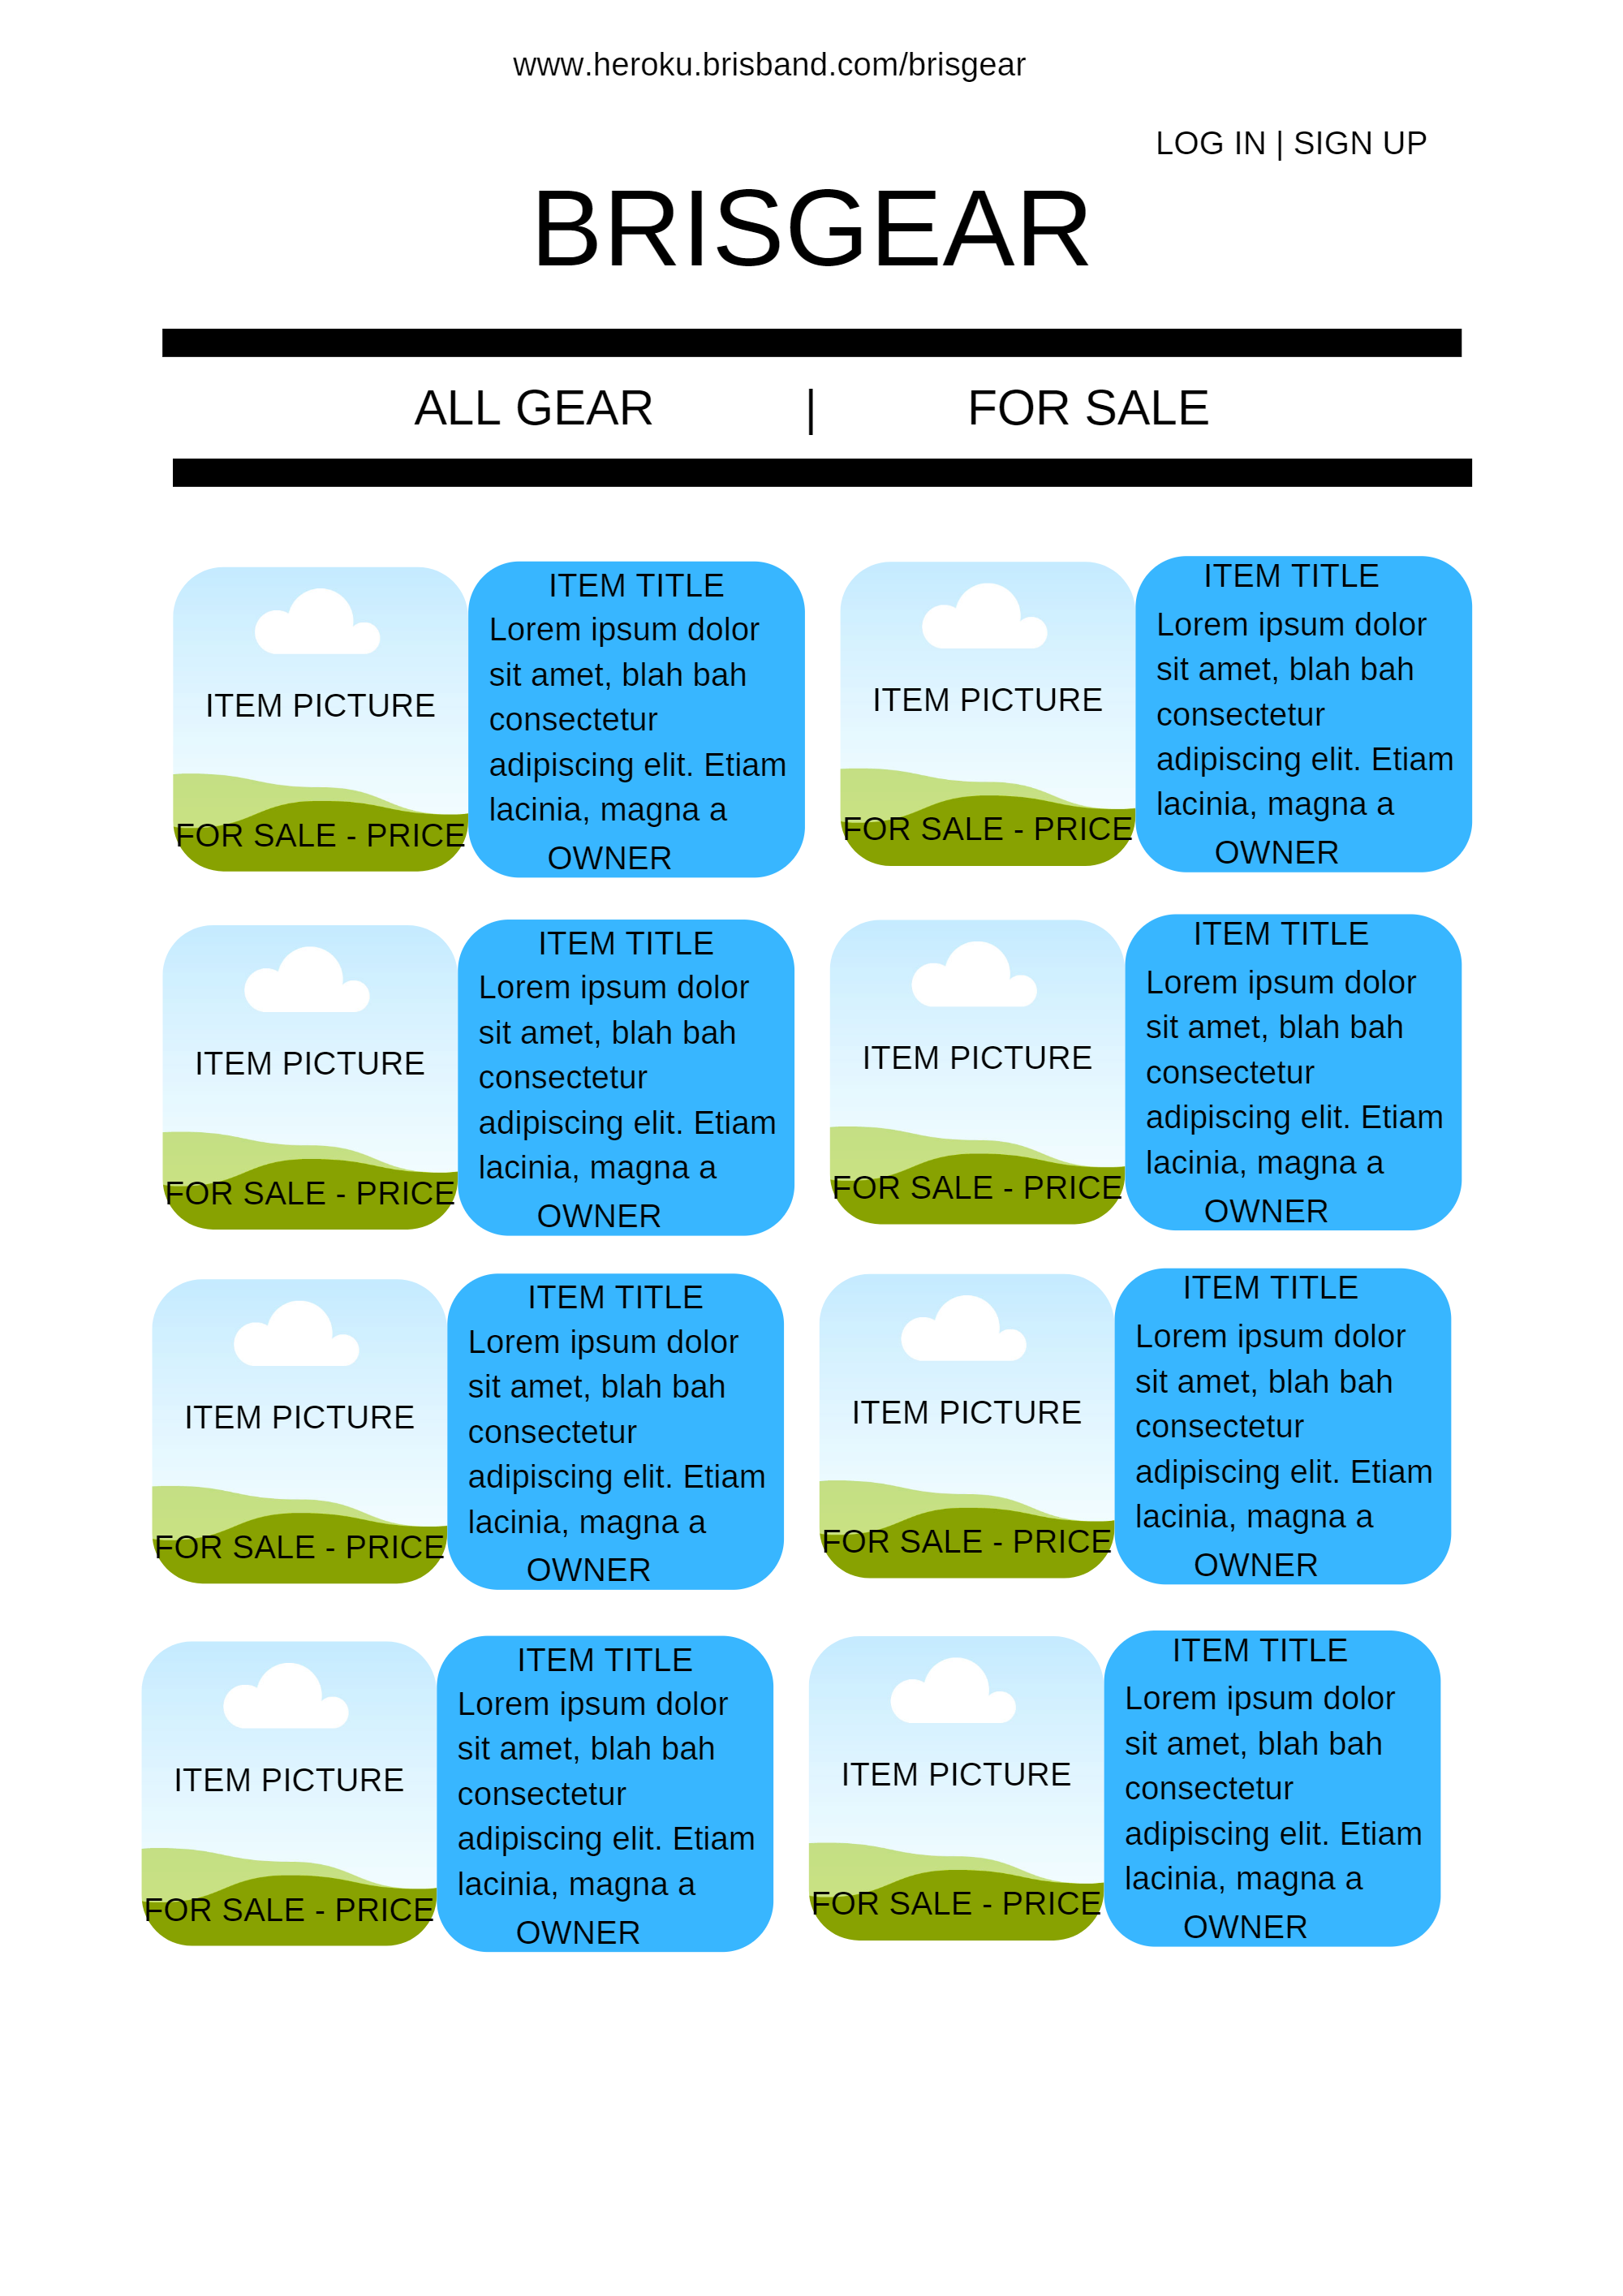 www.heroku.brisband.com/brisgear
LOG IN | SIGN UP
BRISGEAR
ALL GEAR | FOR SALE
ITEM PICTURE
FOR SALE - PRICE
ITEM TITLE
Lorem ipsum dolor
sit amet, blah bah
consectetur
adipiscing elit. Etiam
lacinia, magna a
OWNER
ITEM PICTURE
FOR SALE - PRICE
ITEM TITLE
Lorem ipsum dolor
sit amet, blah bah
consectetur
adipiscing elit. Etiam
lacinia, magna a
OWNER
ITEM PICTURE
FOR SALE - PRICE
ITEM TITLE
Lorem ipsum dolor
sit amet, blah bah
consectetur
adipiscing elit. Etiam
lacinia, magna a
OWNER
ITEM PICTURE
FOR SALE - PRICE
ITEM TITLE
Lorem ipsum dolor
sit amet, blah bah
consectetur
adipiscing elit. Etiam
lacinia, magna a
OWNER
ITEM PICTURE
FOR SALE - PRICE
ITEM TITLE
Lorem ipsum dolor
sit amet, blah bah
consectetur
adipiscing elit. Etiam
lacinia, magna a
OWNER
ITEM PICTURE
FOR SALE - PRICE
ITEM TITLE
Lorem ipsum dolor
sit amet, blah bah
consectetur
adipiscing elit. Etiam
lacinia, magna a
OWNER
ITEM PICTURE
FOR SALE - PRICE
ITEM TITLE
Lorem ipsum dolor
sit amet, blah bah
consectetur
adipiscing elit. Etiam
lacinia, magna a
OWNER
ITEM PICTURE
FOR SALE - PRICE
ITEM TITLE
Lorem ipsum dolor
sit amet, blah bah
consectetur
adipiscing elit. Etiam
lacinia, magna a
OWNER